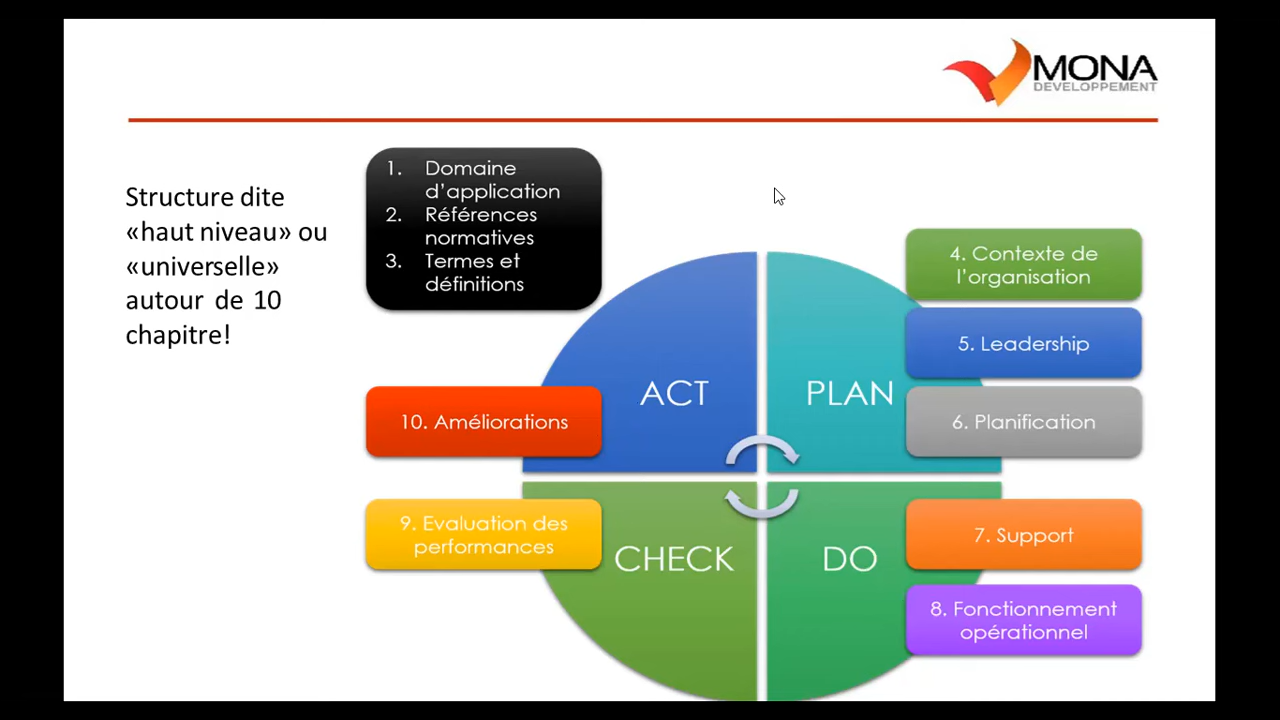 MONA
DEVELOPPEMENT
Structure dite
«haut niveau» ou
«universelle»
autour de 10
chapitre!
1. Domaine
d’application
2. Références
normatives
3. Termes et
définitions
4. Contexte de
l’organisation
5. Leadership
ACT
PLAN
10. Améliorations
6. Planification
9. Evaluation des
performances
7. Support
CHECK
DO
8. Fonctionnement
opérationnel